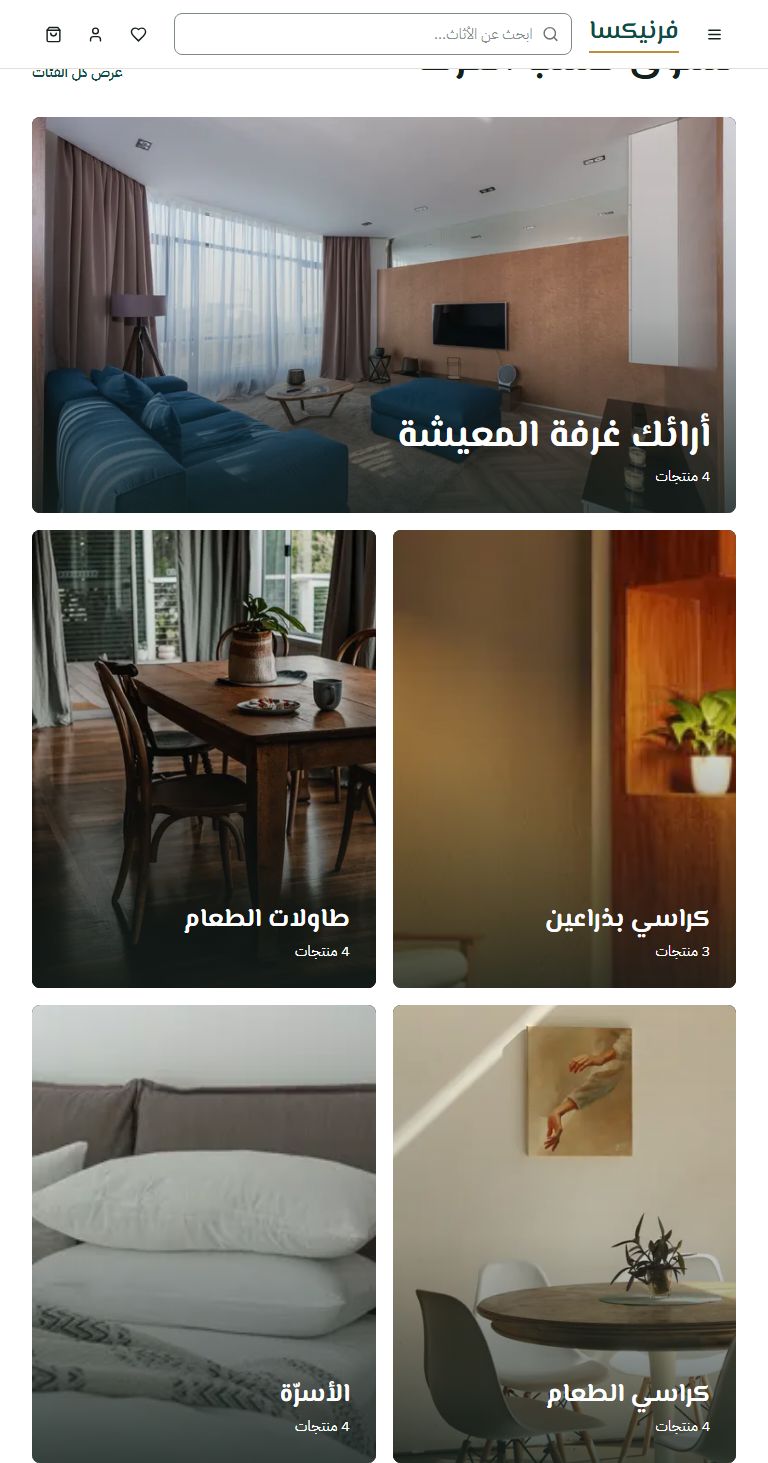 فرنيكسا
ابحث عن الأثاث...
عرض كل الفئات
أرائك غرفة المعيشة
4 منتجات
كراسي بذراعين
3 منتجات
طاولات الطعام
4 منتجات
كراسي الطعام
4 منتجات
الأسرّة
4 منتجات